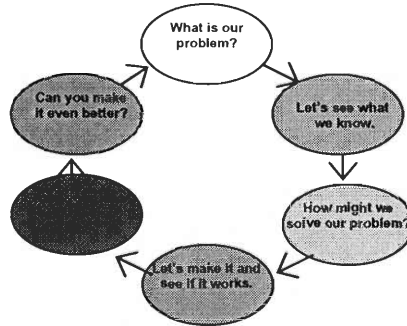 What is our
problem?
Let's see what
we know.
How might we
solve our problem?
Let's make it and
see if it works.
Can you make
it even better?